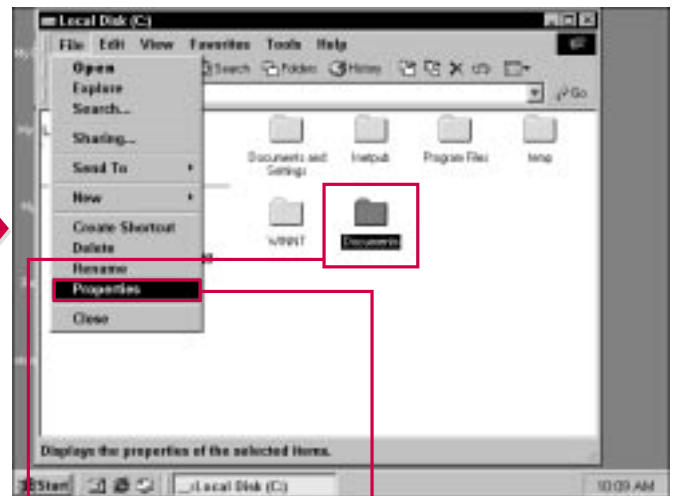 Local Disk (C:)
File Edit View Favorites Tools Help
Search Folders History
Go
Open
Explore
Search...
Sharing...
Send To
New
Create Shortcut
Delete
Rename
Properties
Close
Documents and
Settings
Inetpub
Program Files
temp
WINNT
Documents
Displays the properties of the selected items.
Start
Local Disk (C:)
10:09 AM